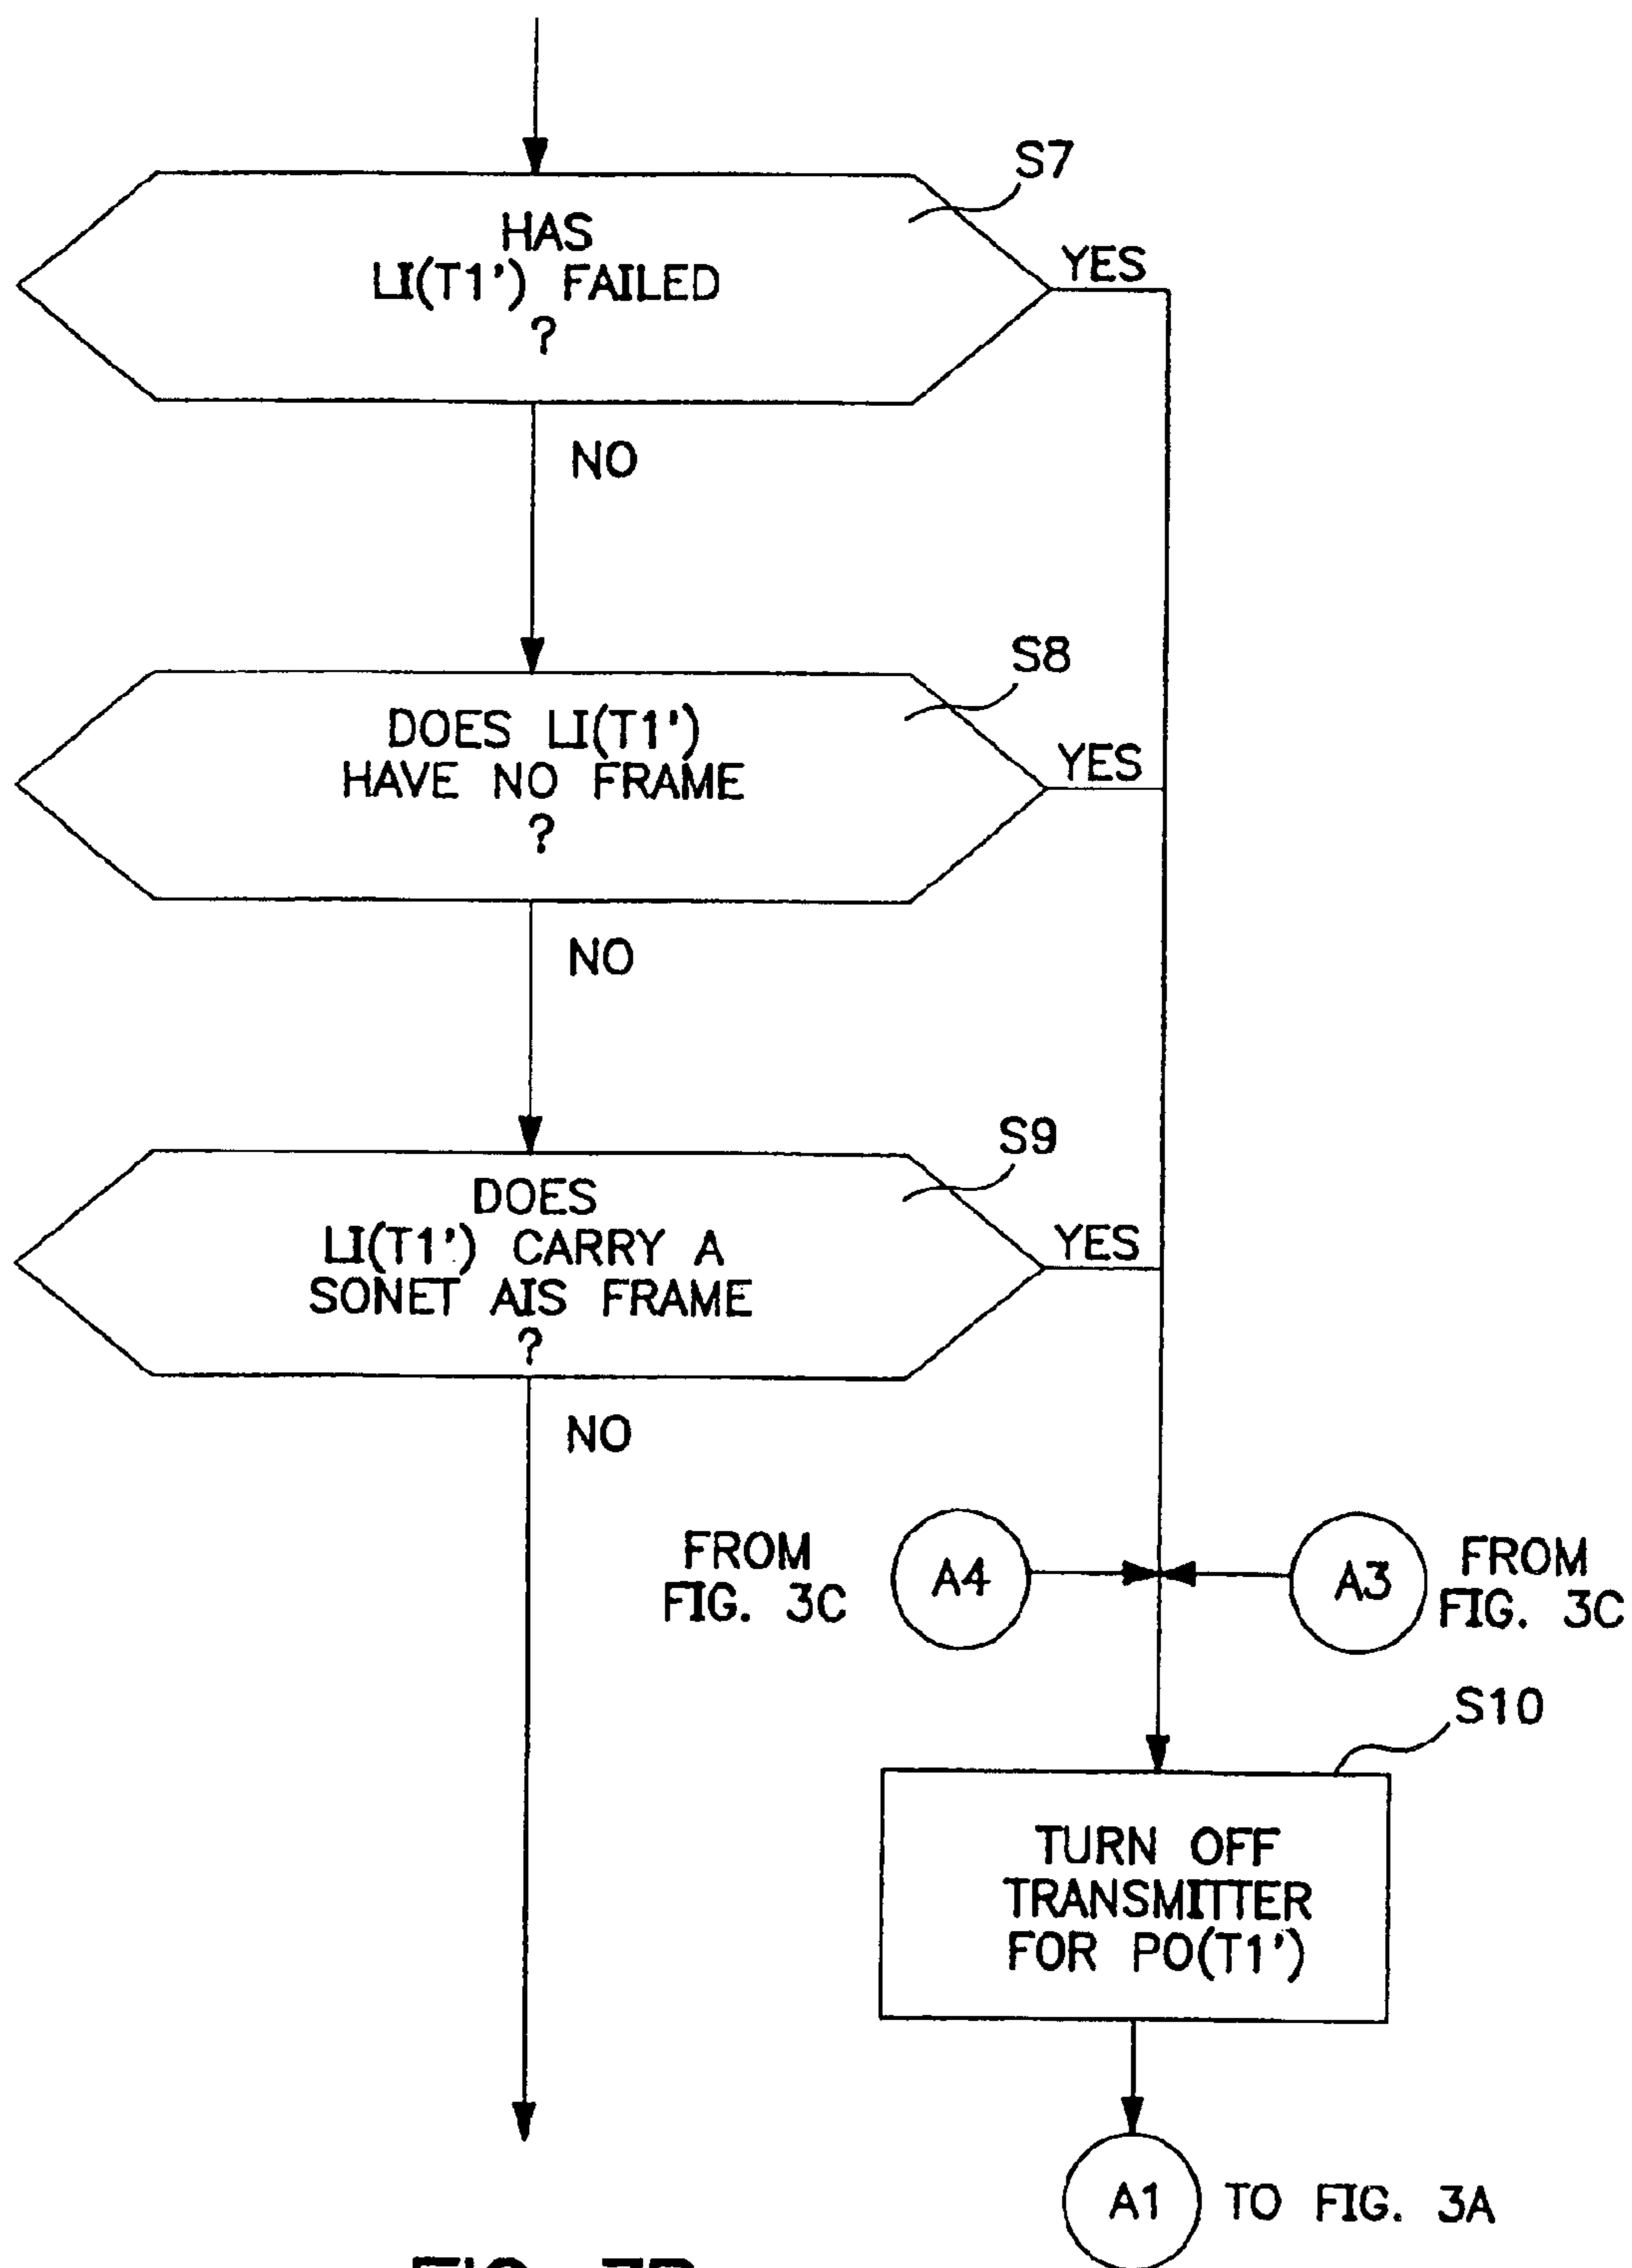 S7
HAS
LI(T1') FAILED
?
YES
NO
S8
DOES LI(T1')
HAVE NO FRAME
?
YES
NO
S9
DOES
LI(T1') CARRY A
SONET AIS FRAME
?
YES
NO
FROM
FIG. 3C
A4
A3
FROM
FIG. 3C
S10
TURN OFF
TRANSMITTER
FOR PO(T1')
A1
TO FIG. 3A